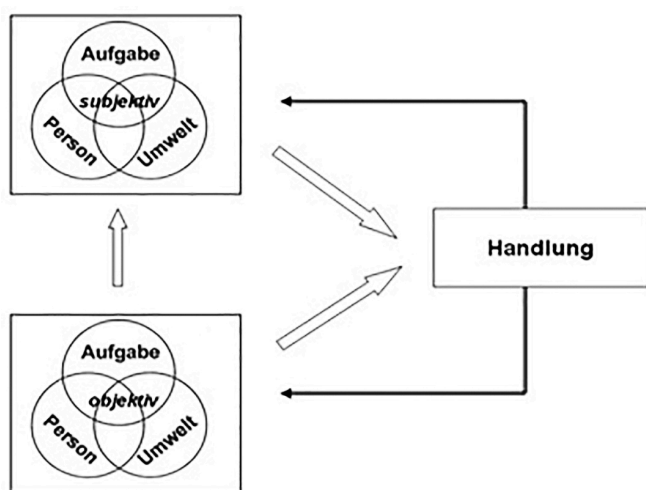 Aufgabe
subjektiv
Person
Umwelt
Handlung
Aufgabe
objektiv
Person
Umwelt